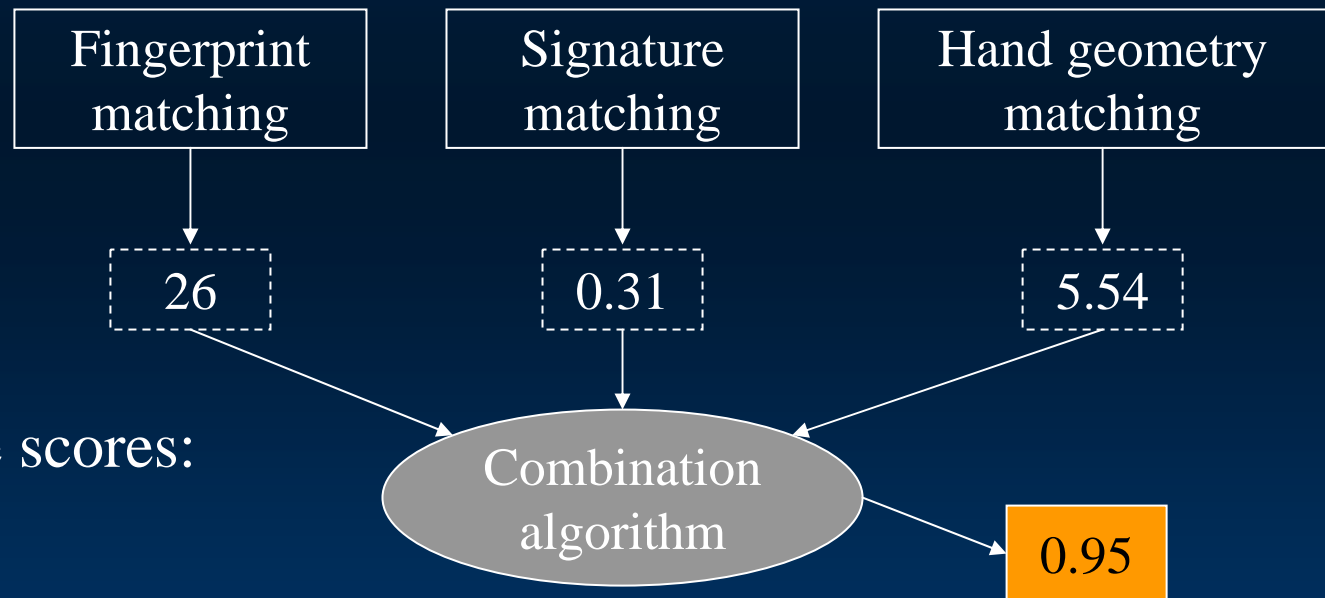 Fingerprint
matching
Signature
matching
Hand geometry
matching
26
0.31
5.54
scores:
Combination
algorithm
0.95